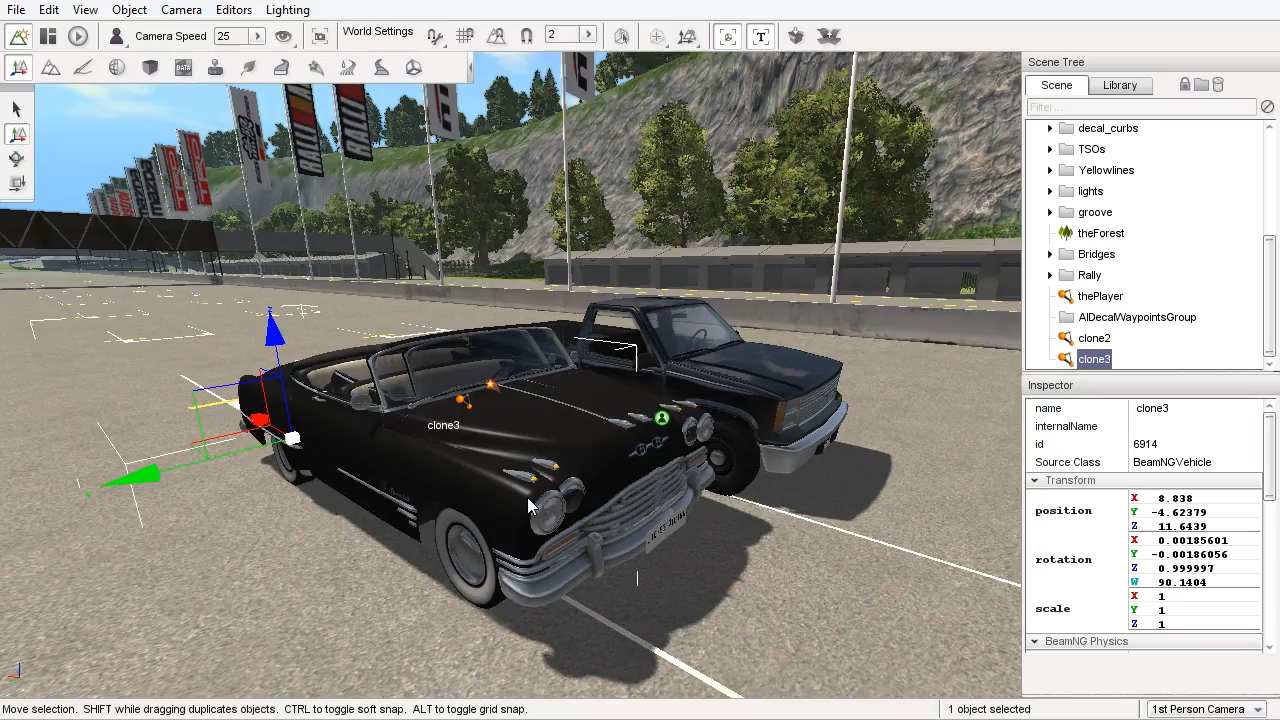 File Edit View Object Camera Editors Lighting
Camera Speed 25 World Settings 2
DATA
Scene Tree
Scene Library
Filter...
decal_curbs
TSOs
Yellowlines
lights
groove
theForest
Bridges
Rally
thePlayer
AIDecalWaypointsGroup
clone2
clone3
Inspector
name clone3
internalName
id 6914
Source Class BeamNGVehicle
Transform
position X 8.838
Y -4.62379
Z 11.6439
rotation X 0.00185601
Y -0.00186056
Z 0.999997
W 90.1404
scale X 1
Y 1
Z 1
BeamNG Physics
clone3
Move selection. SHIFT while dragging duplicates objects. CTRL to toggle soft snap. ALT to toggle grid snap.
1 object selected
1st Person Camera